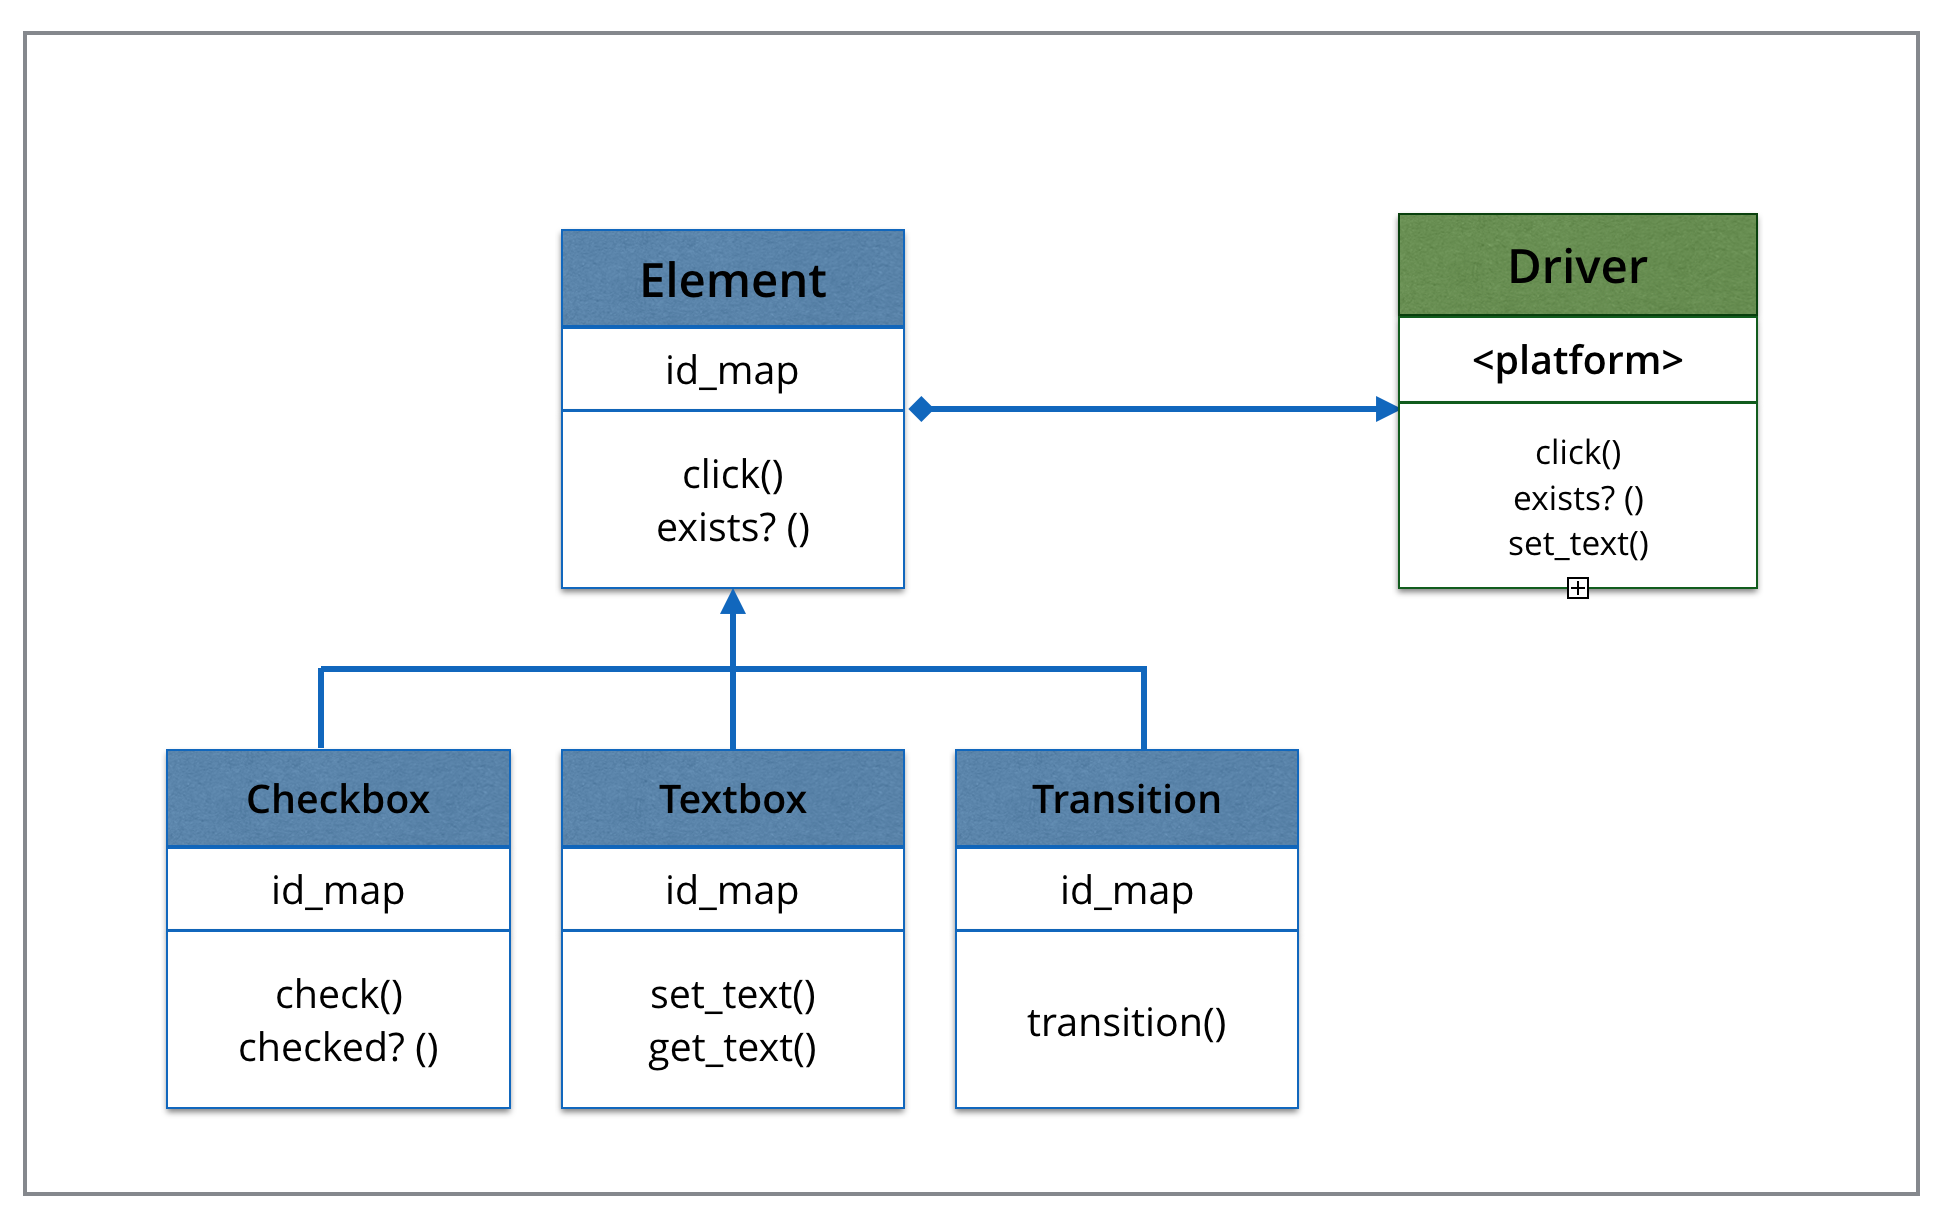 Element
id_map
click()
exists? ()
Driver
<platform>
click()
exists? ()
set_text()
Checkbox
id_map
check()
checked? ()
Textbox
id_map
set_text()
get_text()
Transition
id_map
transition()